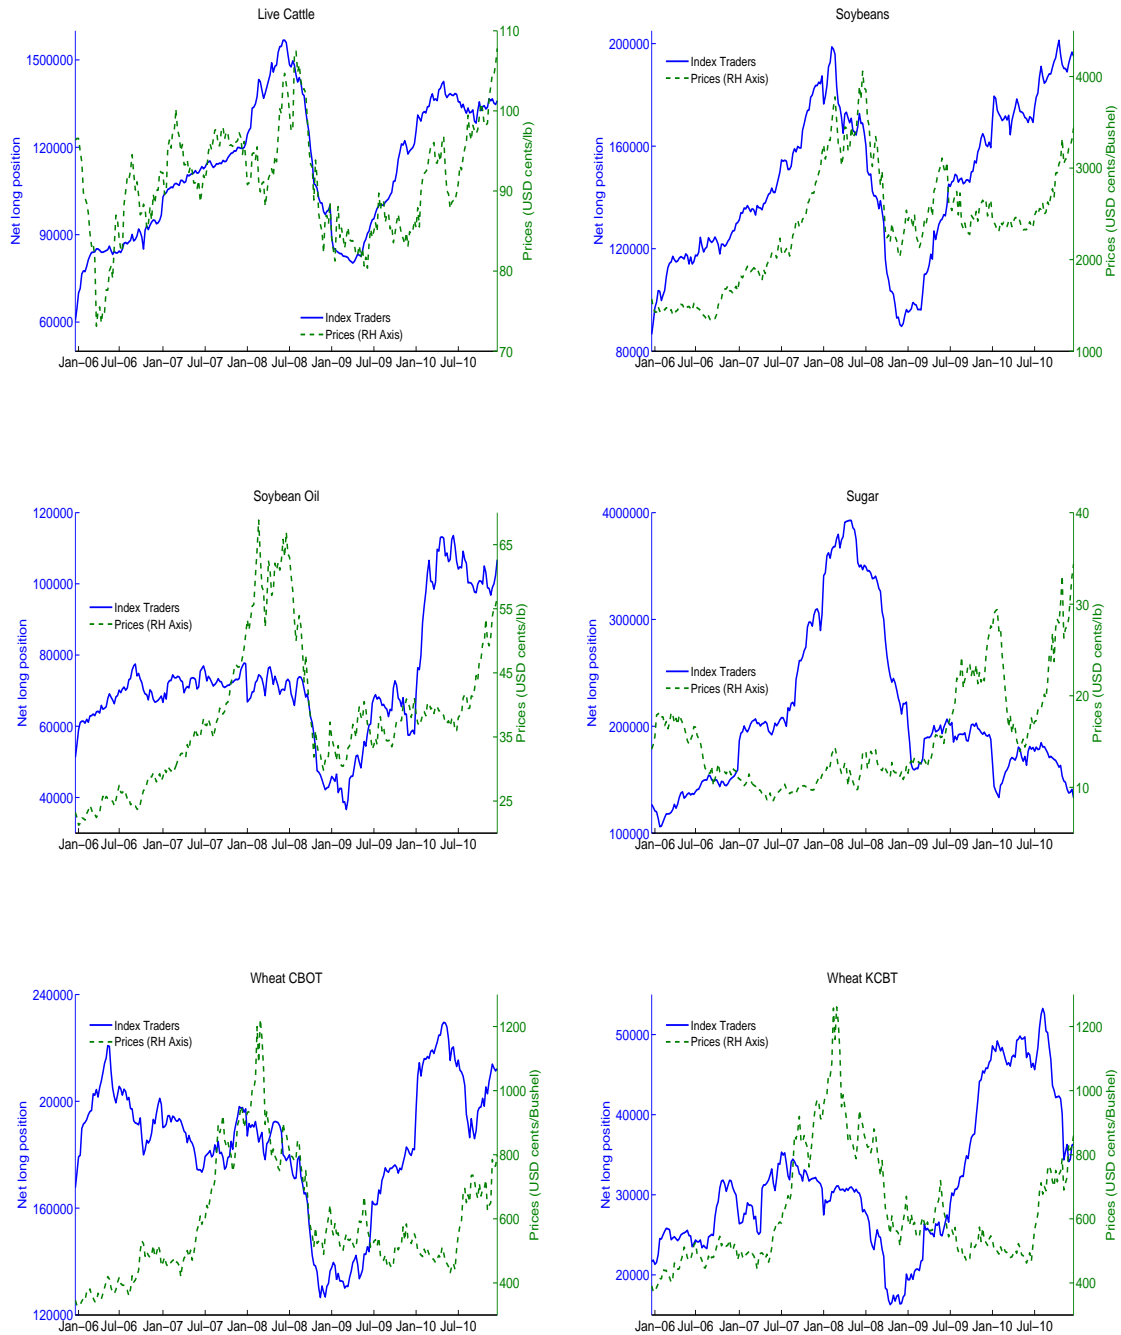 Live Cattle
110
1500000
100
120000
90
90000
80
60000
70
Net long position
Prices (USD cents/lb)
Index Traders
Prices (RH Axis)
Jan–06 Jul–06 Jan–07 Jul–07 Jan–08 Jul–08 Jan–09 Jul–09 Jan–10 Jul–10
Soybeans
200000
4000
160000
3000
120000
2000
80000
1000
Net long position
Prices (USD cents/Bushel)
Index Traders
Prices (RH Axis)
Jan–06 Jul–06 Jan–07 Jul–07 Jan–08 Jul–08 Jan–09 Jul–09 Jan–10 Jul–10
Soybean Oil
120000
65
100000
55
80000
45
60000
35
40000
25
Net long position
Prices (USD cents/lb)
Index Traders
Prices (RH Axis)
Jan–06 Jul–06 Jan–07 Jul–07 Jan–08 Jul–08 Jan–09 Jul–09 Jan–10 Jul–10
Sugar
4000000
40
300000
30
200000
20
100000
10
Net long position
Prices (USD cents/lb)
Index Traders
Prices (RH Axis)
Jan–06 Jul–06 Jan–07 Jul–07 Jan–08 Jul–08 Jan–09 Jul–09 Jan–10 Jul–10
Wheat CBOT
240000
1200
20000
1000
160000
800
120000
600
400
Net long position
Prices (USD cents/Bushel)
Index Traders
Prices (RH Axis)
Jan–06 Jul–06 Jan–07 Jul–07 Jan–08 Jul–08 Jan–09 Jul–09 Jan–10 Jul–10
Wheat KCBT
50000
1200
40000
1000
30000
800
20000
600
400
Net long position
Prices (USD cents/Bushel)
Index Traders
Prices (RH Axis)
Jan–06 Jul–06 Jan–07 Jul–07 Jan–08 Jul–08 Jan–09 Jul–09 Jan–10 Jul–10